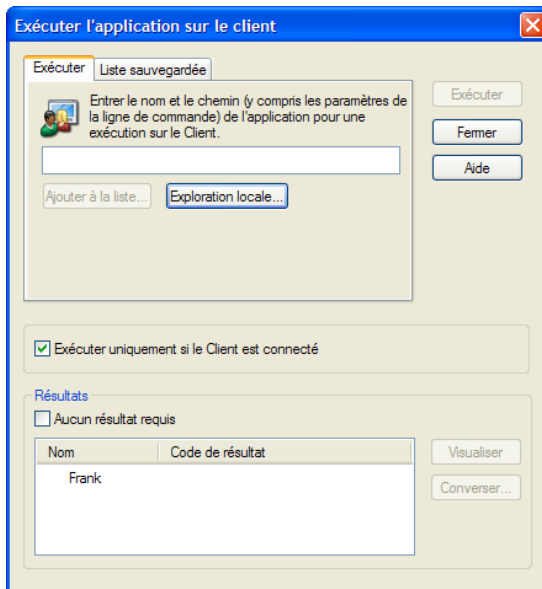 Exécuter l'application sur le client
Exécuter
Liste sauvegardée
Entrer le nom et le chemin (y compris les paramètres de
la ligne de commande) de l'application pour une
exécution sur le Client.
Ajouter à la liste...
Exploration locale...
Exécuter
Fermer
Aide
Exécuter uniquement si le Client est connecté
Résultats
Aucun résultat requis
Nom
Code de résultat
Frank
Visualiser
Converser...